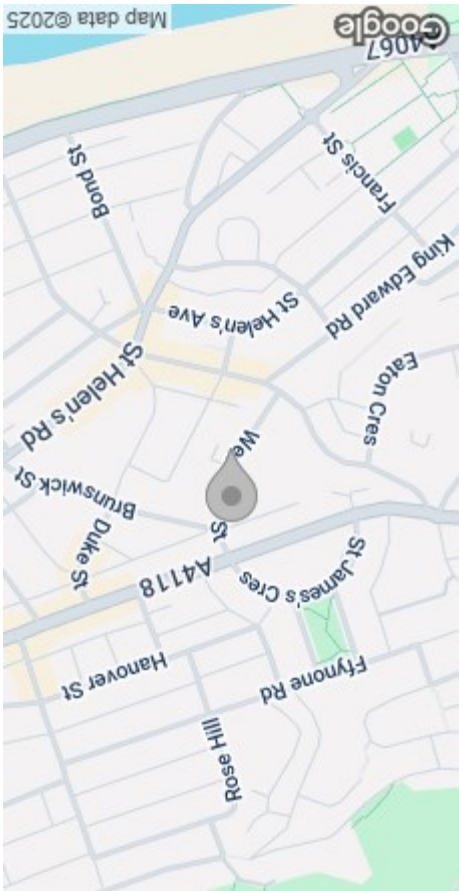 Rose Hill
Ffynone Rd
Hanover St
St James's Cres
A4118
Duke St
Brunswick St
We
St
Eaton Cres
St Helen's Rd
King Edward Rd
St Helen's Ave
Francis St
Bond St
A4067
Google
Map data ©2025